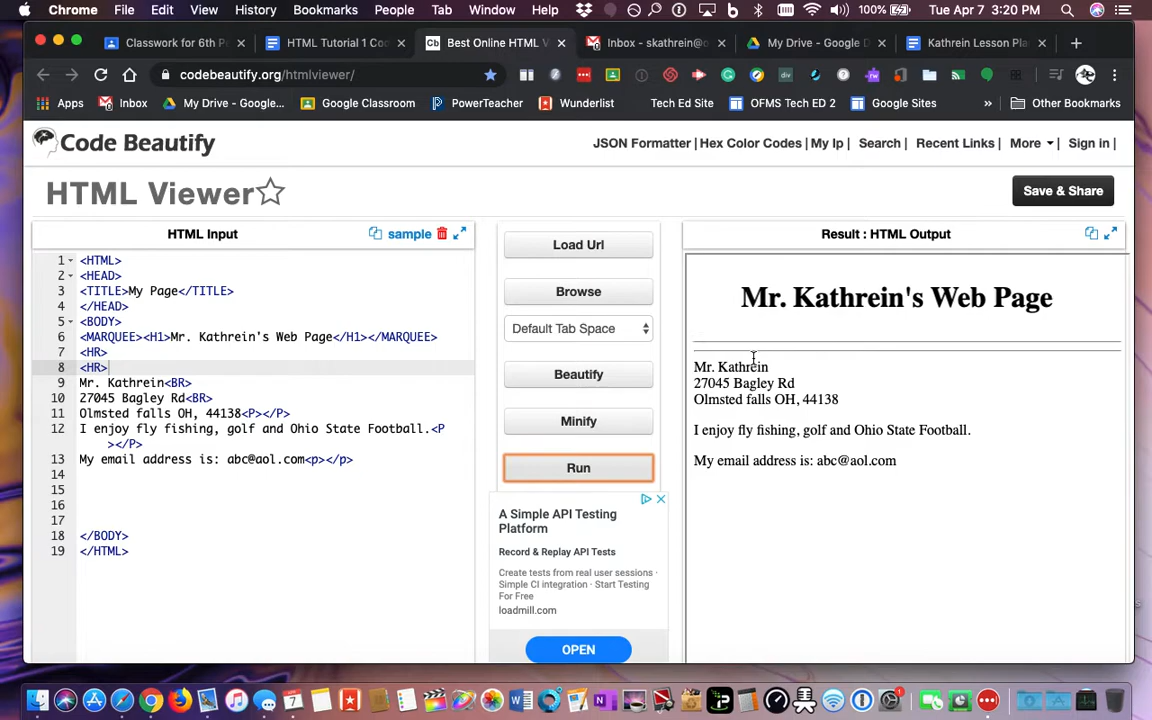 Chrome File Edit View History Bookmarks People Tab Window Help 100% Tue Apr 7 3:20 PM
Classwork for 6th P × HTML Tutorial 1 Coo × Cb Best Online HTML V × Inbox - skathrein@o × My Drive - Google D × Kathrein Lesson Pla × +
codebeautify.org/htmlviewer/
Apps Inbox My Drive - Google... Google Classroom PowerTeacher Wunderlist Tech Ed Site OFMS Tech ED 2 Google Sites » Other Bookmarks
Code Beautify JSON Formatter | Hex Color Codes | My Ip | Search | Recent Links | More | Sign in |
HTML Viewer Save & Share
HTML Input sample
1 <HTML>
2 <HEAD>
3 <TITLE>My Page</TITLE>
4 </HEAD>
5 <BODY>
6 <MARQUEE><H1>Mr. Kathrein's Web Page</H1></MARQUEE>
7 <HR>
8 <HR>
9 Mr. Kathrein<BR>
10 27045 Bagley Rd<BR>
11 Olmsted falls OH, 44138<P></P>
12 I enjoy fly fishing, golf and Ohio State Football.<P
></P>
13 My email address is: abc@aol.com<p></p>
14
15
16
17
18 </BODY>
19 </HTML>
Load Url
Browse
Default Tab Space
Beautify
Minify
Run
A Simple API Testing
Platform
Record & Replay API Tests
Create tests from real user sessions ·
Simple CI integration · Start Testing
For Free
loadmill.com
OPEN
Result : HTML Output
Mr. Kathrein's Web Page
Mr. Kathrein
27045 Bagley Rd
Olmsted falls OH, 44138
I enjoy fly fishing, golf and Ohio State Football.
My email address is: abc@aol.com